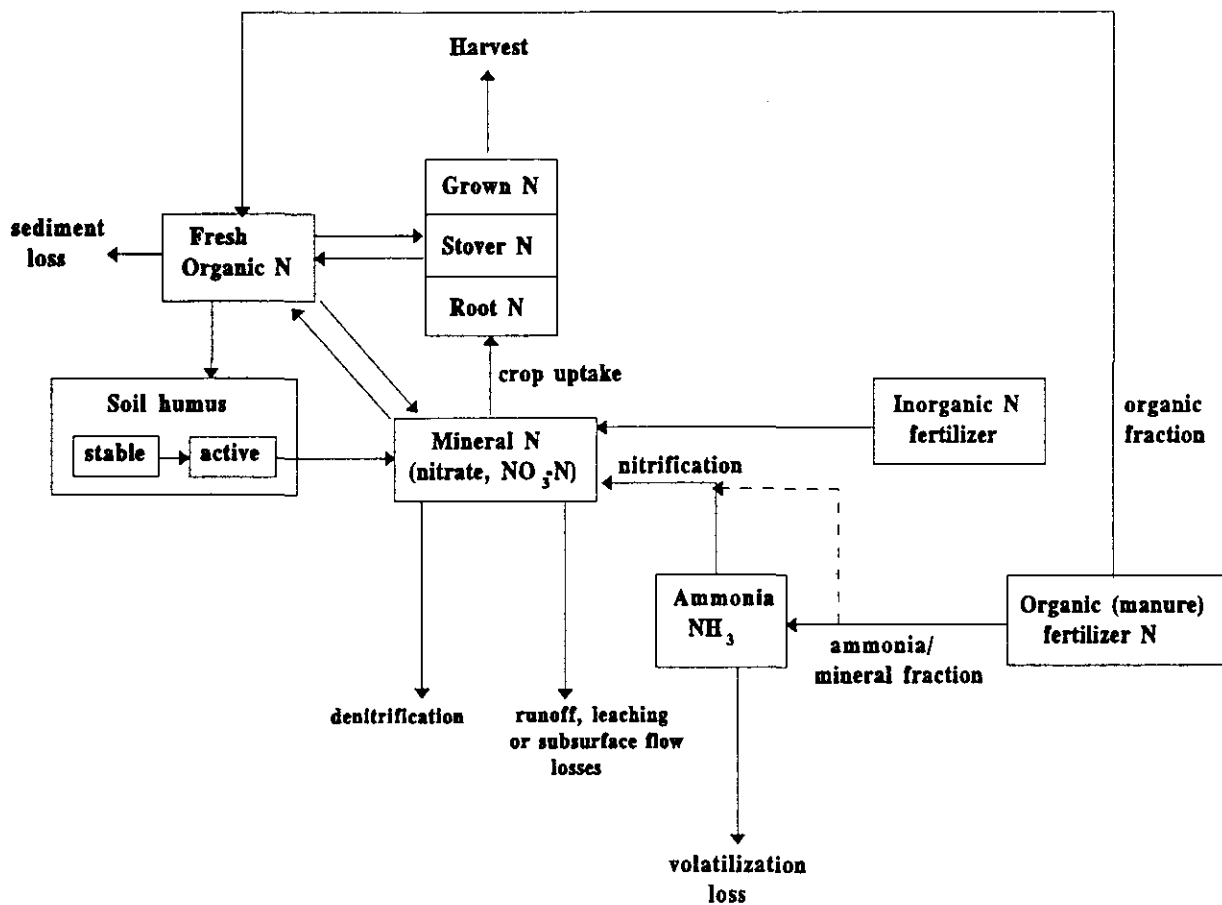 Harvest
Grown N
sediment
loss
Fresh
Organic N
Stover N
Root N
crop uptake
Soil humus
stable
active
Mineral N
(nitrate, NO3-N)
Inorganic N
fertilizer
organic
fraction
nitrification
Ammonia
NH3
Organic (manure)
fertilizer N
ammonia/
mineral fraction
denitrification
runoff, leaching
or subsurface flow
losses
volatilization
loss